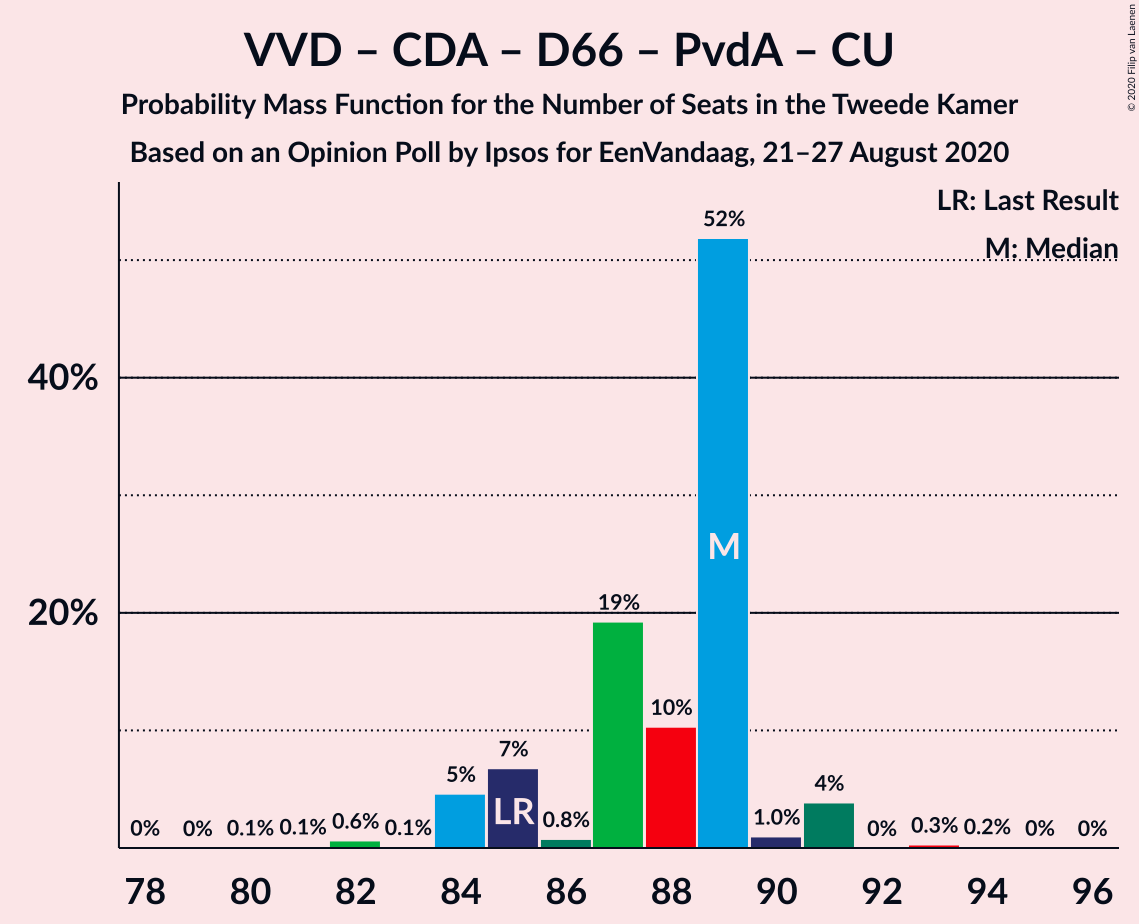 VVD – CDA – D66 – PvdA – CU
Probability Mass Function for the Number of Seats in the Tweede Kamer
Based on an Opinion Poll by Ipsos for EenVandaag, 21–27 August 2020
© 2020 Filip van Laenen
LR: Last Result
M: Median
52%
40%
M
19%
20%
10%
7%
5%
4%
LR
0% 0% 0.1% 0.1% 0.6% 0.1% 0.8% 1.0% 0% 0.3% 0.2% 0% 0%
78 80 82 84 86 88 90 92 94 96